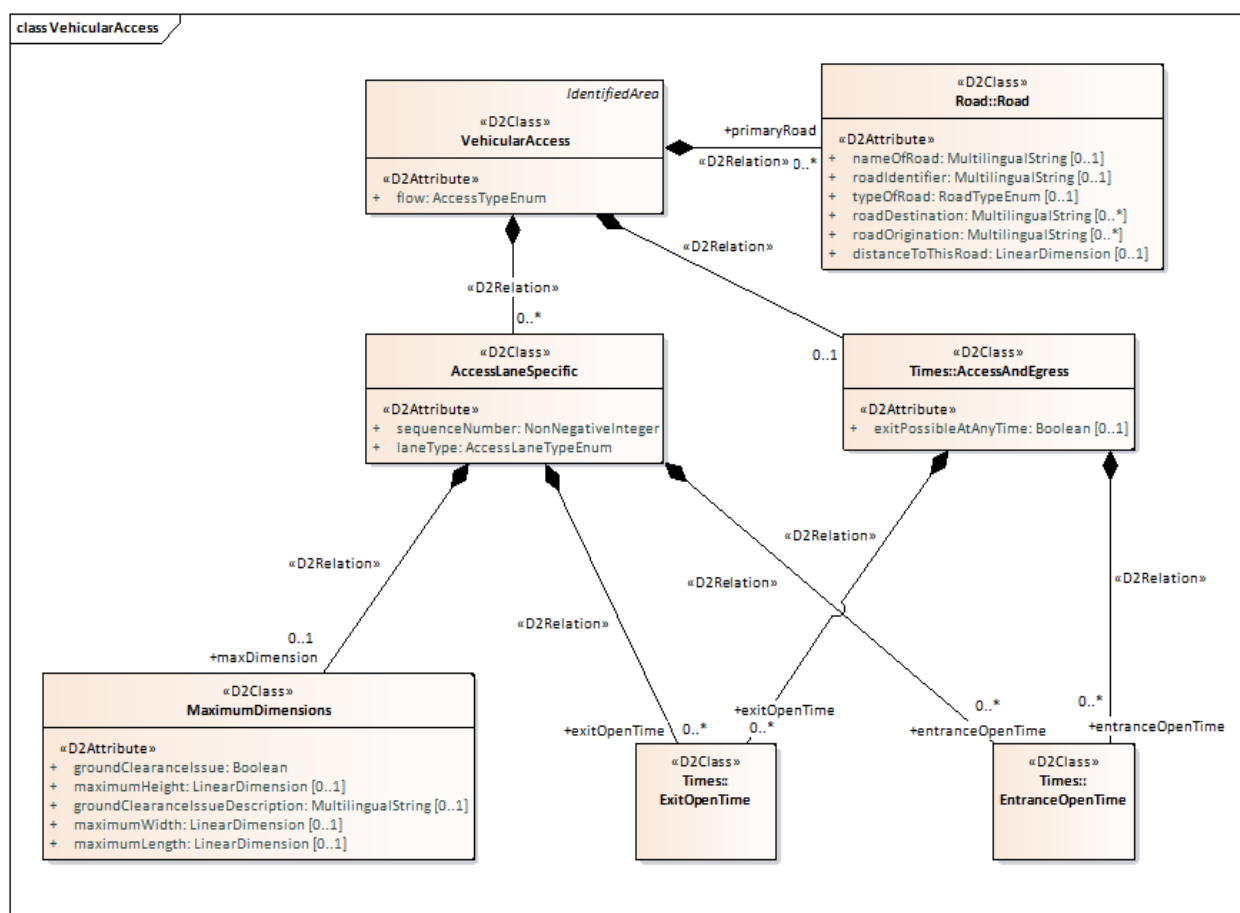 class VehicularAccess
IdentifiedArea
«D2Class»
VehicularAccess
«D2Attribute»
+ flow: AccessTypeEnum
+primaryRoad
«D2Relation»
0..*
«D2Class»
Road::Road
«D2Attribute»
+ nameOfRoad: MultilingualString [0..1]
+ roadIdentifier: MultilingualString [0..1]
+ typeOfRoad: RoadTypeEnum [0..1]
+ roadDestination: MultilingualString [0..*]
+ roadOrigination: MultilingualString [0..*]
+ distanceToThisRoad: LinearDimension [0..1]
«D2Relation»
«D2Relation»
0..*
0..1
«D2Class»
AccessLaneSpecific
«D2Attribute»
+ sequenceNumber: NonNegativeInteger
+ laneType: AccessLaneTypeEnum
«D2Class»
Times::AccessAndEgress
«D2Attribute»
+ exitPossibleAtAnyTime: Boolean [0..1]
«D2Relation»
«D2Relation»
«D2Relation»
«D2Relation»
«D2Relation»
0..1
+maxDimension
+exitOpenTime
0..*
+exitOpenTime
0..*
0..*
+entranceOpenTime
0..*
+entranceOpenTime
«D2Class»
MaximumDimensions
«D2Attribute»
+ groundClearanceIssue: Boolean
+ maximumHeight: LinearDimension [0..1]
+ groundClearanceIssueDescription: MultilingualString [0..1]
+ maximumWidth: LinearDimension [0..1]
+ maximumLength: LinearDimension [0..1]
«D2Class»
Times::
ExitOpenTime
«D2Class»
Times::
EntranceOpenTime